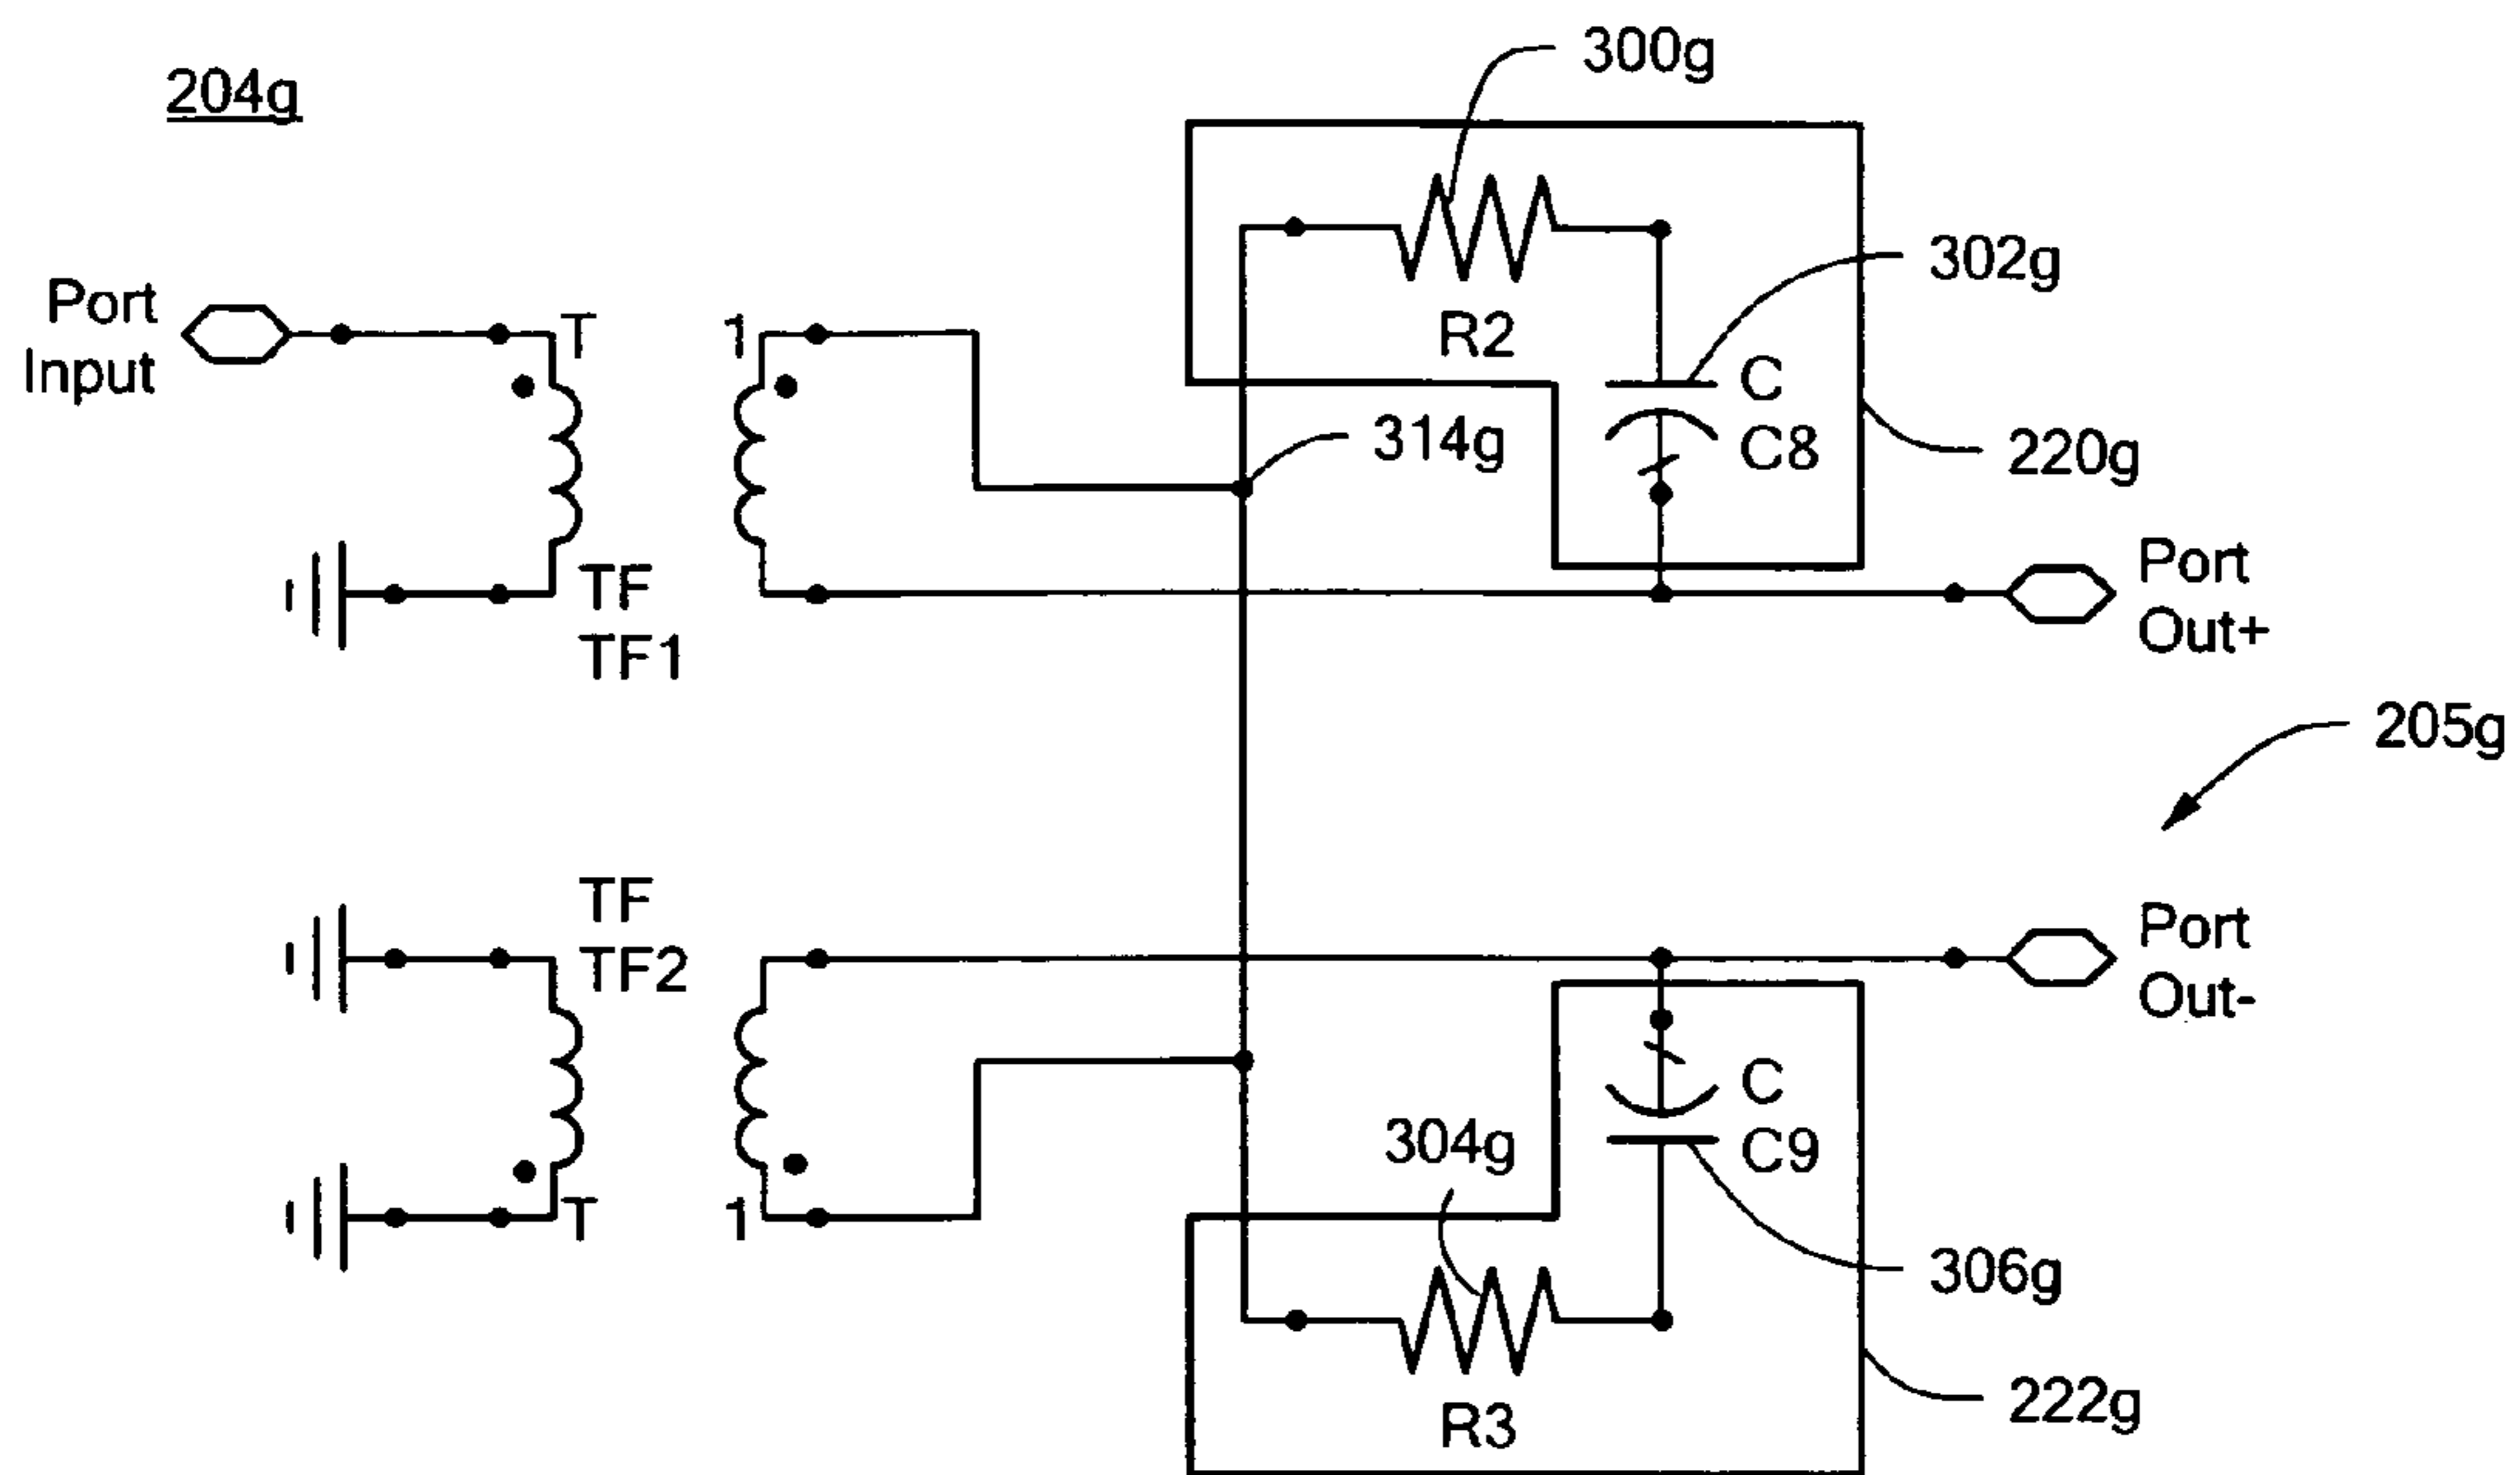 300g
204g
302g
Port
Input
T
1
R2
C
C8
314g
220g
TF
TF1
Port
Out+
205g
TF
TF2
Port
Out-
C
C9
304g
T
1
306g
R3
222g